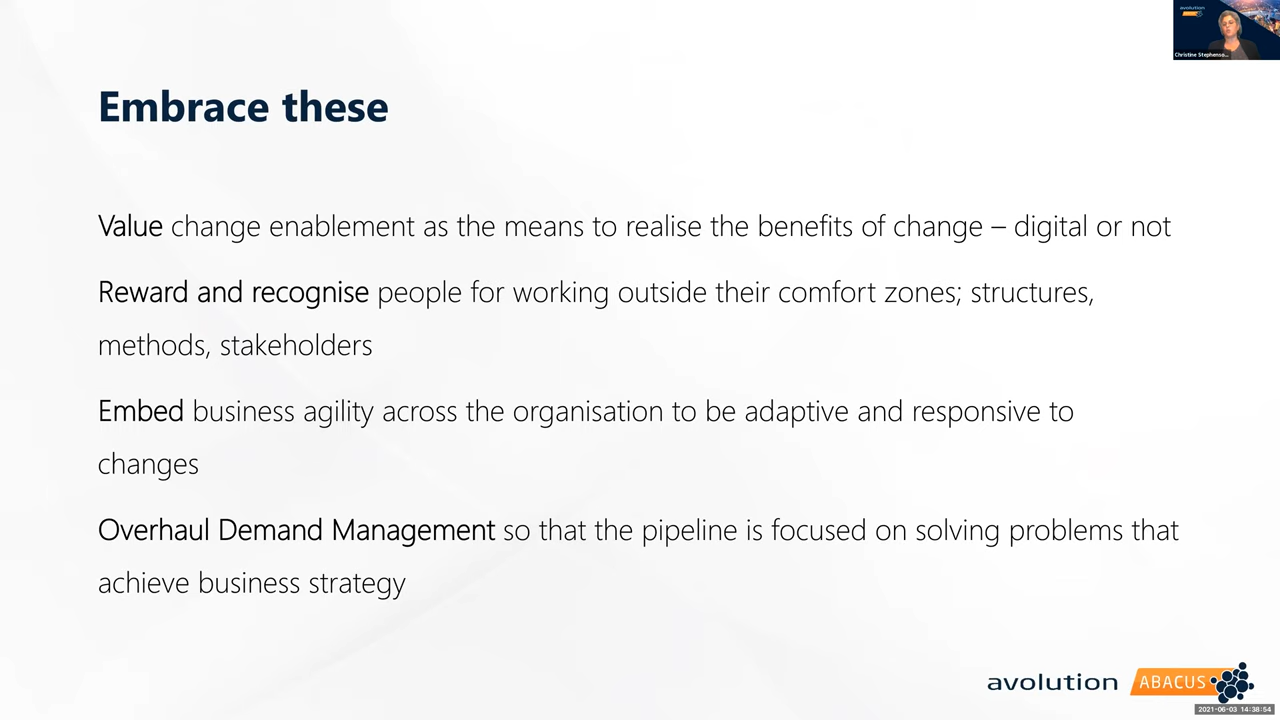 avolution
Christine Stephenso...
Embrace these
Value change enablement as the means to realise the benefits of change – digital or not
Reward and recognise people for working outside their comfort zones; structures,
methods, stakeholders
Embed business agility across the organisation to be adaptive and responsive to
changes
Overhaul Demand Management so that the pipeline is focused on solving problems that
achieve business strategy
avolution ABACUS
2021-06-03 14:38:54